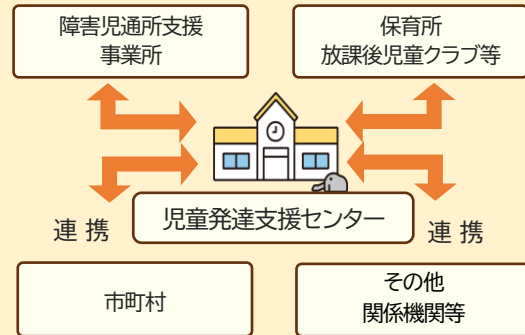 障害児通所支援
事業所
保育所
放課後児童クラブ等
児童発達支援センター
連 携
連 携
市町村
その他
関係機関等